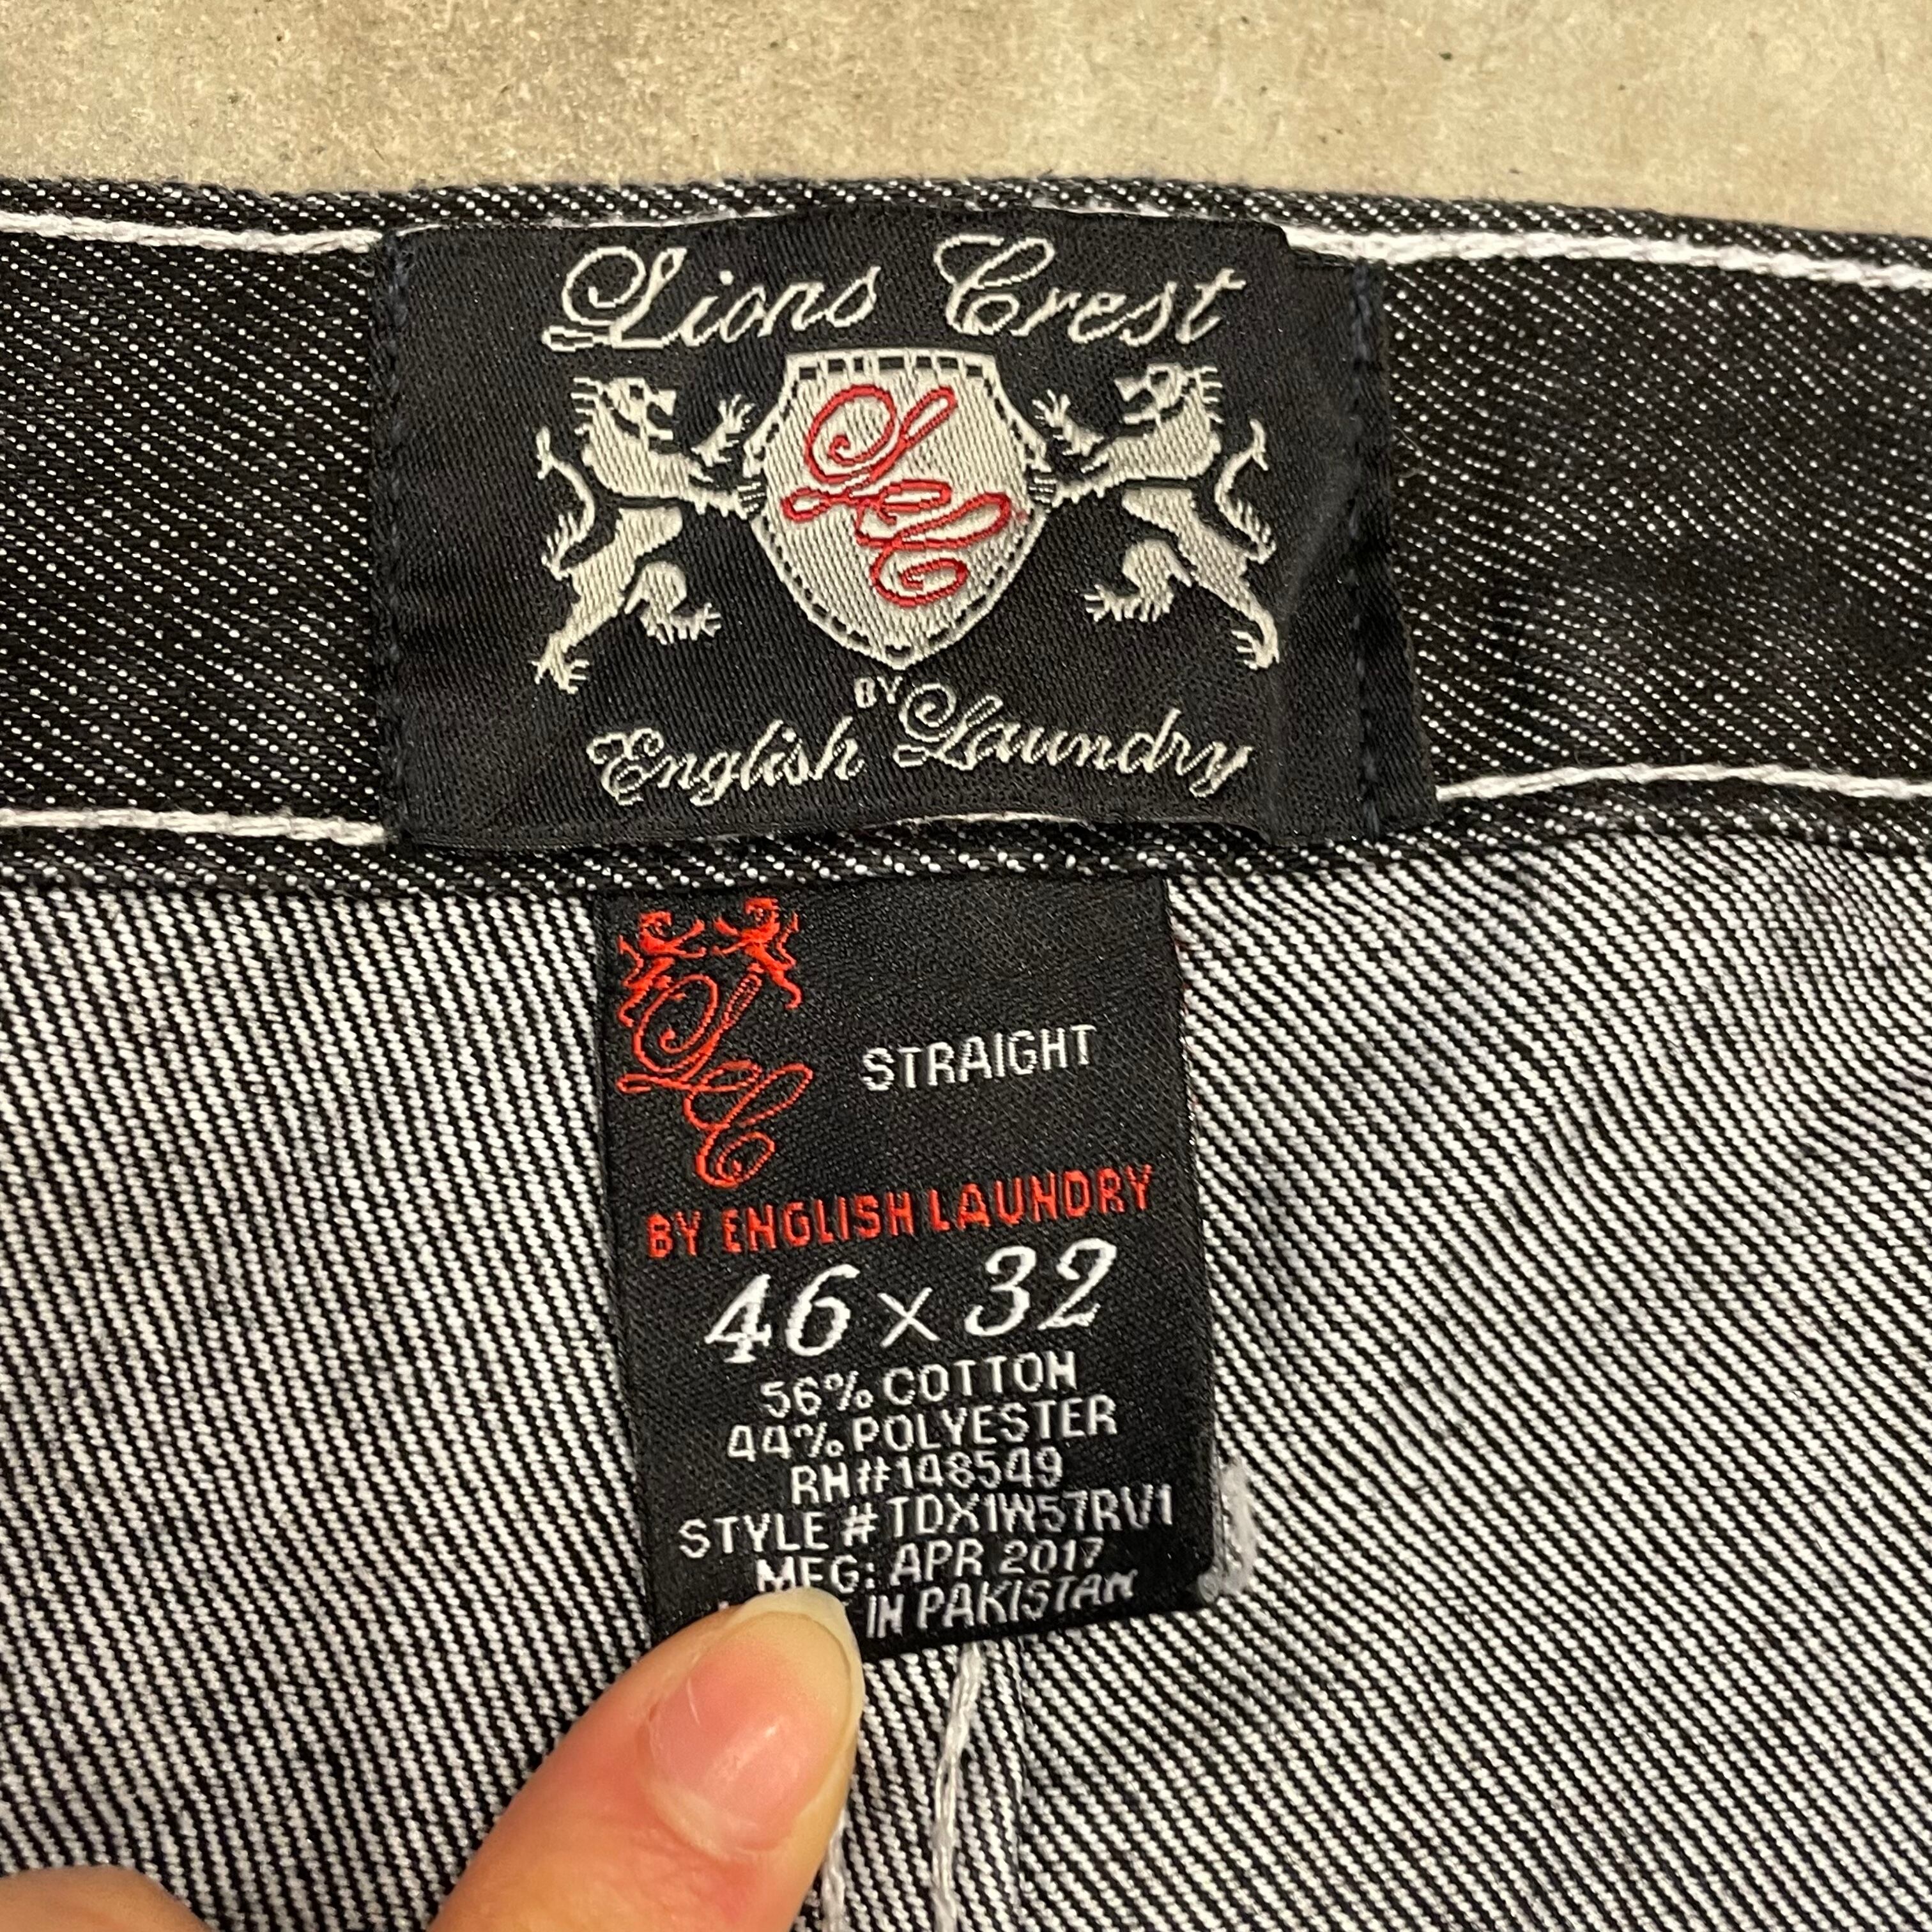 Lions Crest
LC
BY
English Laundry
LC
STRAIGHT
BY ENGLISH LAUNDRY
46 x 32
56% COTTON
44% POLYESTER
RN#148549
STYLE # TDX1W57RV1
MFG: APR 2017
IN PAKISTAN